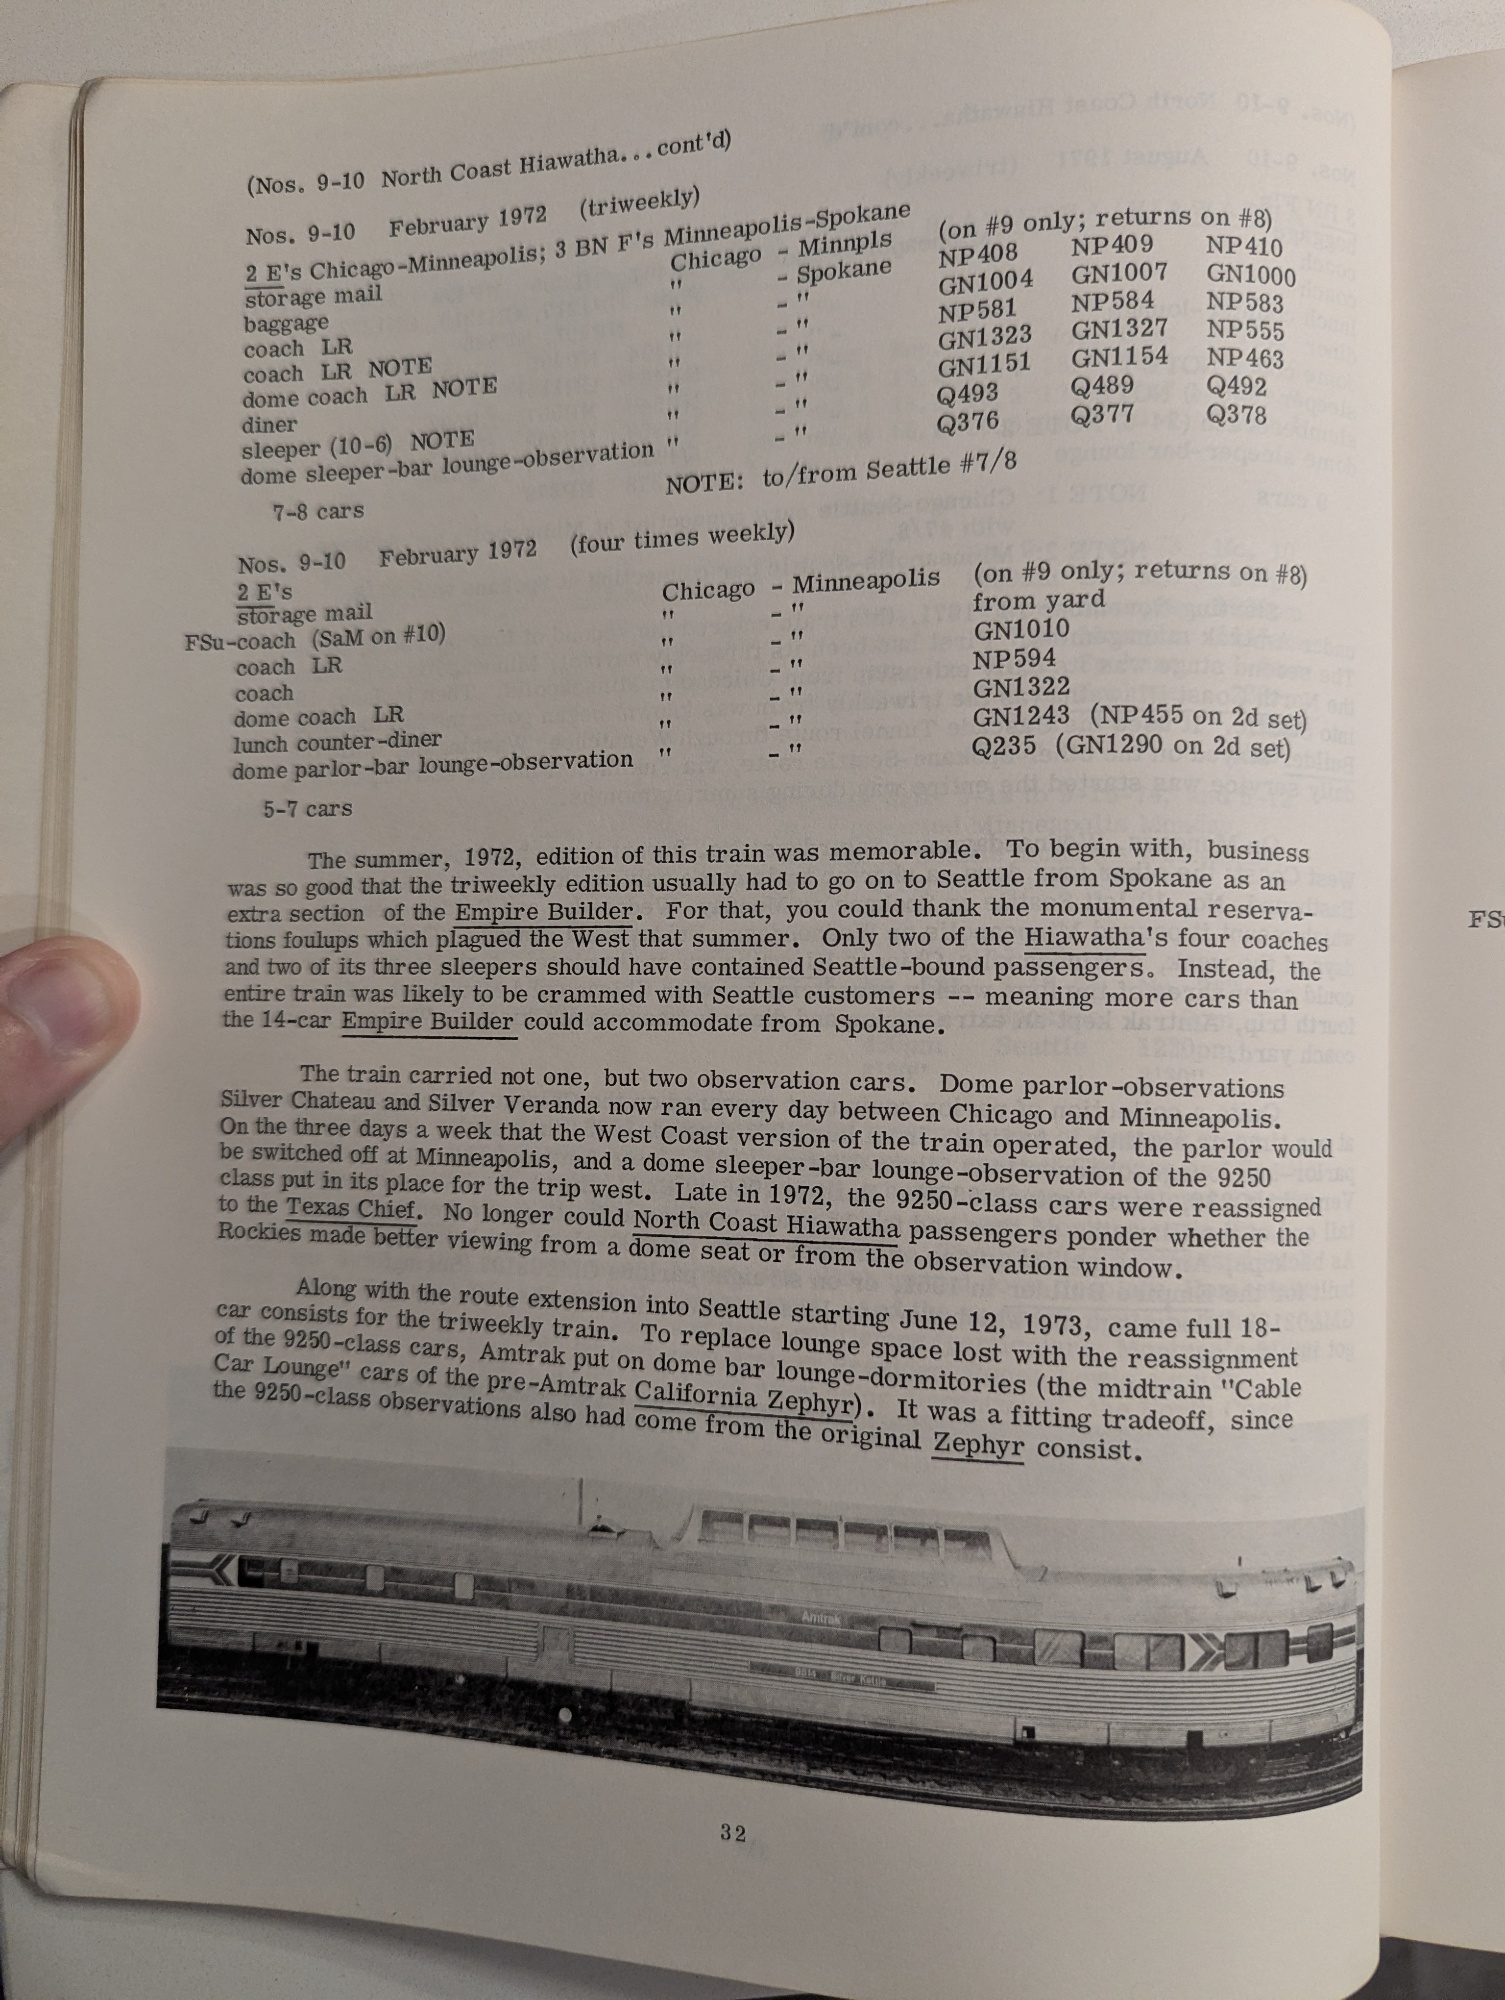 (Nos. 9-10 North Coast Hiawatha...cont'd)
Nos. 9-10 February 1972 (triweekly)
2 E's Chicago-Minneapolis; 3 BN F's Minneapolis-Spokane
storage mail Chicago - Minnpls (on #9 only; returns on #8)
baggage " - Spokane NP408 NP409 NP410
coach LR " - " GN1004 GN1007 GN1000
coach LR NOTE " - " NP581 NP584 NP583
dome coach LR NOTE " - " GN1323 GN1327 NP555
diner " - " GN1151 GN1154 NP463
sleeper (10-6) NOTE " - " Q493 Q489 Q492
dome sleeper-bar lounge-observation " - " Q376 Q377 Q378
7-8 cars NOTE: to/from Seattle #7/8
Nos. 9-10 February 1972 (four times weekly)
2 E's
storage mail Chicago - Minneapolis (on #9 only; returns on #8)
FSu-coach (SaM on #10) " - " from yard
coach LR " - " GN1010
coach " - " NP594
dome coach LR " - " GN1322
lunch counter-diner " - " GN1243 (NP455 on 2d set)
dome parlor-bar lounge-observation " - " Q235 (GN1290 on 2d set)
5-7 cars
The summer, 1972, edition of this train was memorable. To begin with, business
was so good that the triweekly edition usually had to go on to Seattle from Spokane as an
extra section of the Empire Builder. For that, you could thank the monumental reserva-
tions foulups which plagued the West that summer. Only two of the Hiawatha's four coaches
and two of its three sleepers should have contained Seattle-bound passengers. Instead, the
entire train was likely to be crammed with Seattle customers -- meaning more cars than
the 14-car Empire Builder could accommodate from Spokane.
The train carried not one, but two observation cars. Dome parlor-observations
Silver Chateau and Silver Veranda now ran every day between Chicago and Minneapolis.
On the three days a week that the West Coast version of the train operated, the parlor would
be switched off at Minneapolis, and a dome sleeper-bar lounge-observation of the 9250
class put in its place for the trip west. Late in 1972, the 9250-class cars were reassigned
to the Texas Chief. No longer could North Coast Hiawatha passengers ponder whether the
Rockies made better viewing from a dome seat or from the observation window.
Along with the route extension into Seattle starting June 12, 1973, came full 18-
car consists for the triweekly train. To replace lounge space lost with the reassignment
of the 9250-class cars, Amtrak put on dome bar lounge-dormitories (the midtrain "Cable
Car Lounge" cars of the pre-Amtrak California Zephyr). It was a fitting tradeoff, since
the 9250-class observations also had come from the original Zephyr consist.
Amtrak
Silver Kettle
32